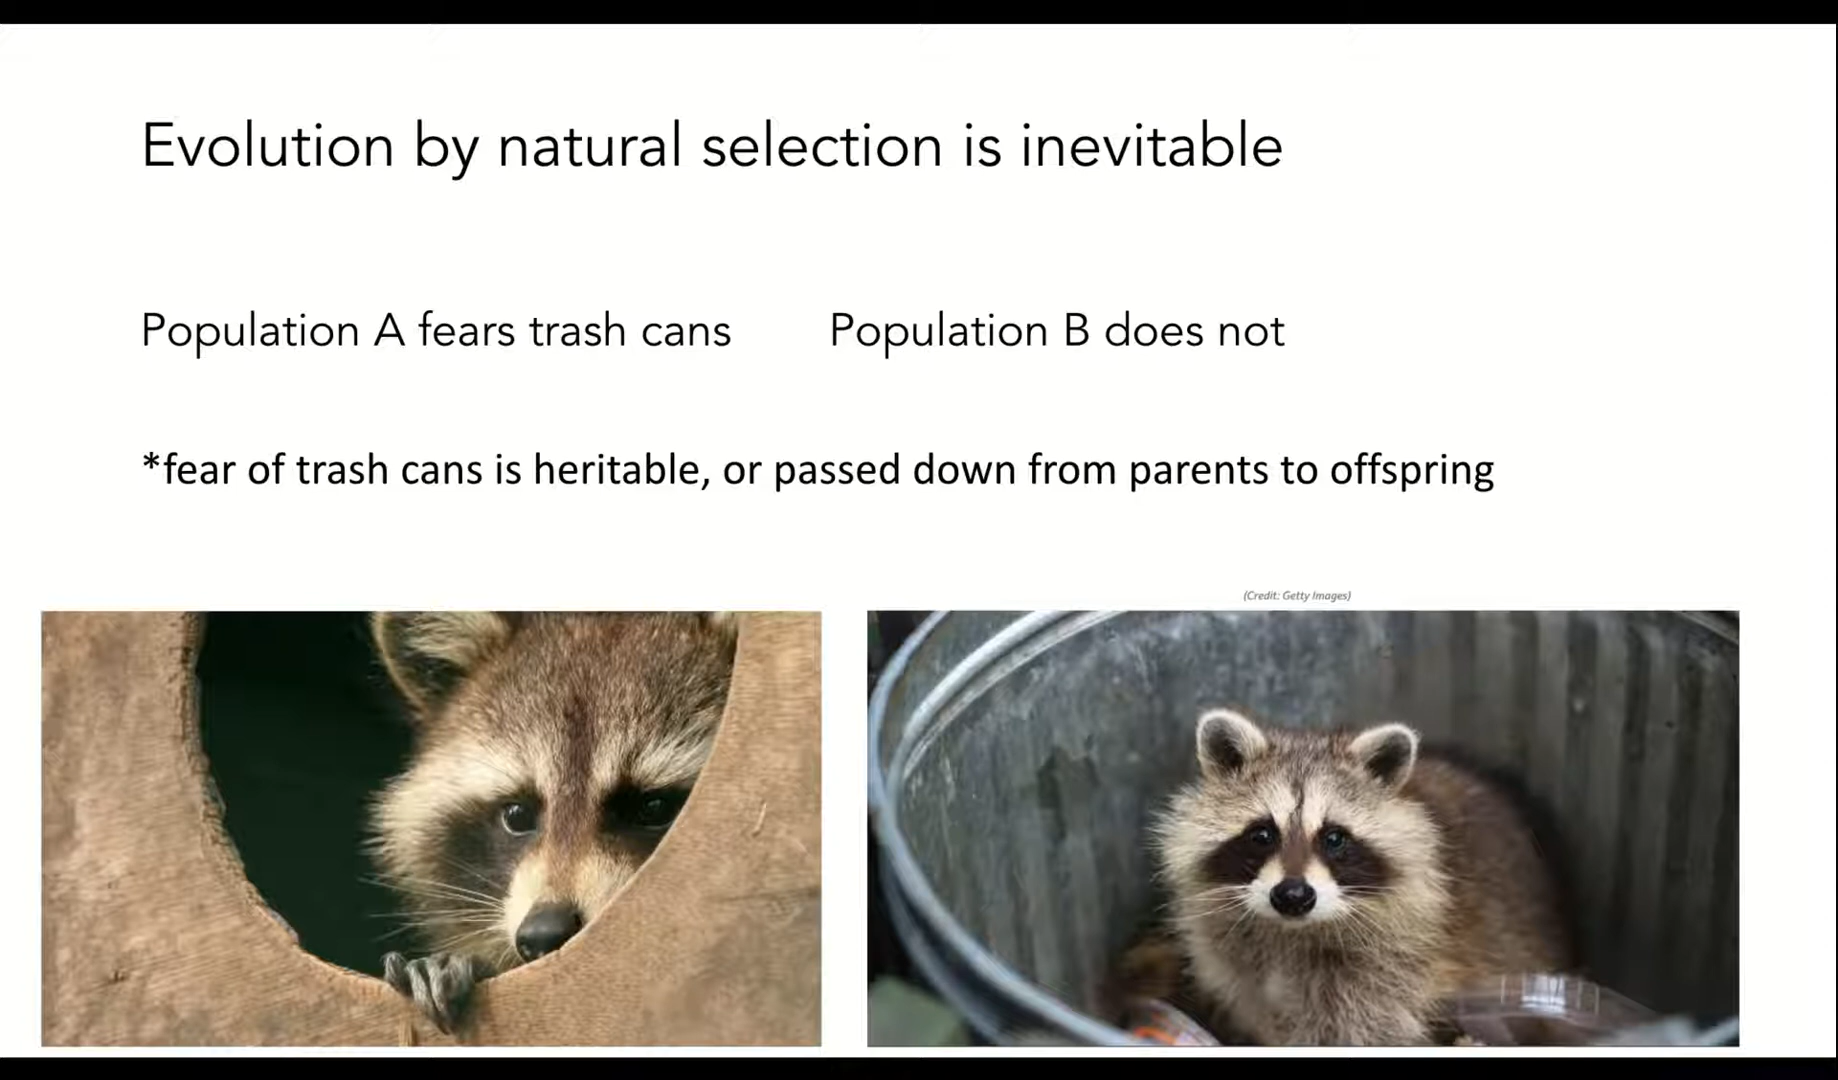 Evolution by natural selection is inevitable
Population A fears trash cans
Population B does not
*fear of trash cans is heritable, or passed down from parents to offspring
(Credit: Getty Images)